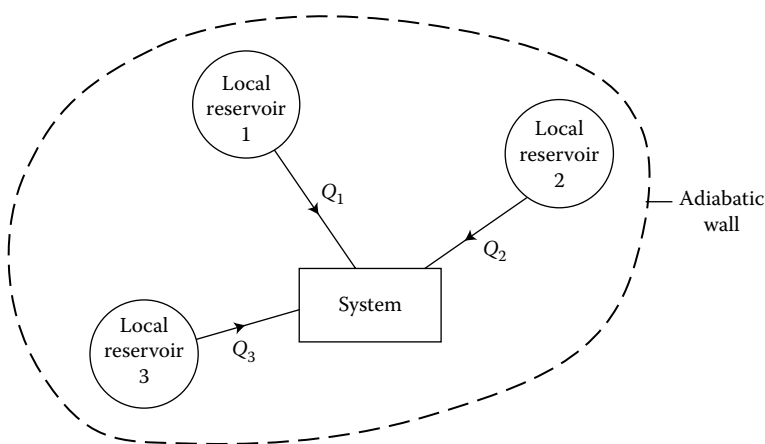 Local
reservoir
1
Local
reservoir
2
Q1
Adiabatic
wall
Q2
System
Local
reservoir
3
Q3